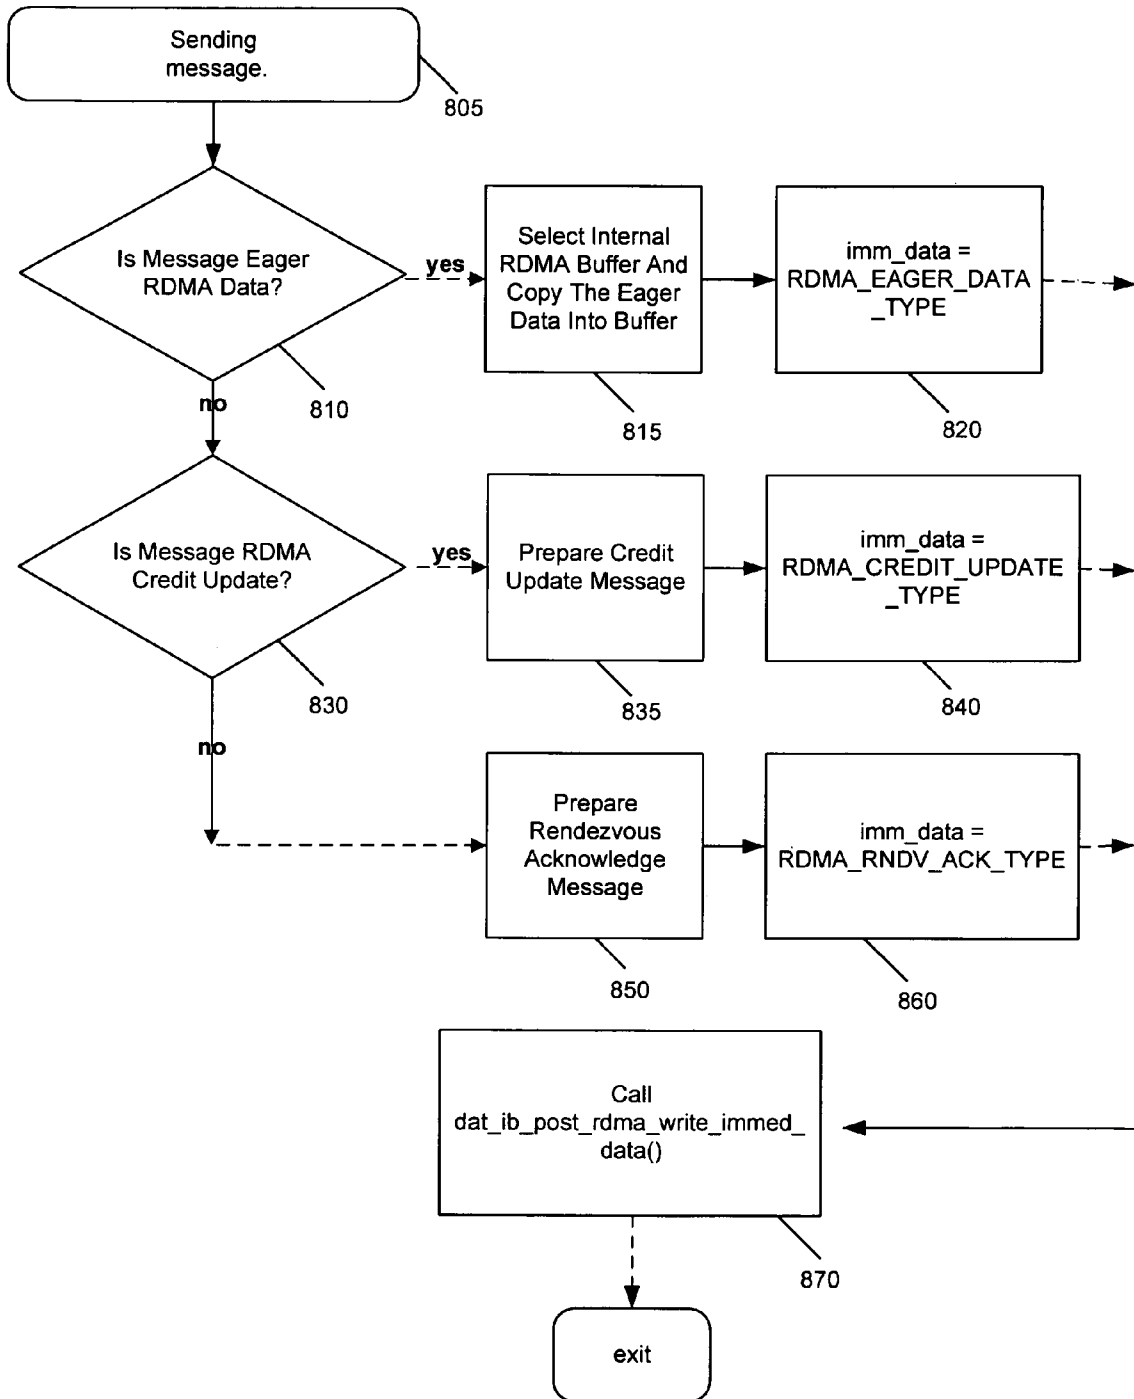 Sending
message.
805
Is Message Eager
RDMA Data?
810
yes
Select Internal
RDMA Buffer And
Copy The Eager
Data Into Buffer
815
imm_data =
RDMA_EAGER_DATA
_TYPE
820
no
Is Message RDMA
Credit Update?
830
yes
Prepare Credit
Update Message
835
imm_data =
RDMA_CREDIT_UPDATE
_TYPE
840
no
Prepare
Rendezvous
Acknowledge
Message
850
imm_data =
RDMA_RNDV_ACK_TYPE
860
Call
dat_ib_post_rdma_write_immed_
data()
870
exit